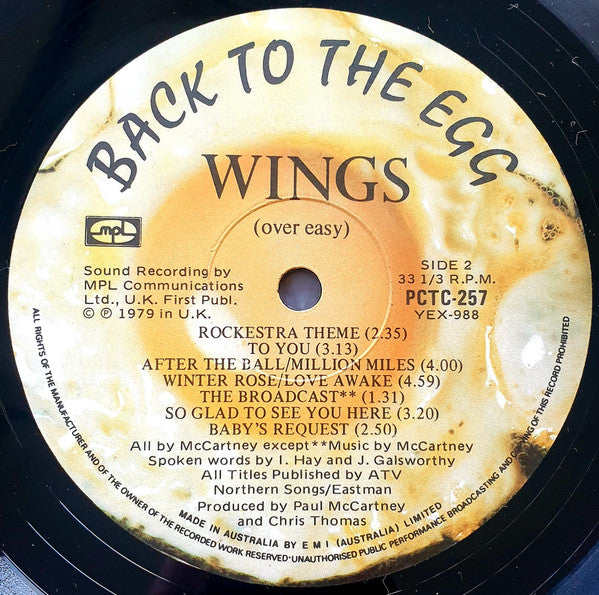 BACK TO THE EGG
WINGS
(over easy)
mpl
Sound Recording by
MPL Communications
Ltd., U.K. First Publ.
© ℗ 1979 in U.K.
SIDE 2
33 1/3 R.P.M.
PCTC-257
YEX-988
ROCKESTRA THEME (2.35)
TO YOU (3.13)
AFTER THE BALL/MILLION MILES (4.00)
WINTER ROSE/LOVE AWAKE (4.59)
THE BROADCAST** (1.31)
SO GLAD TO SEE YOU HERE (3.20)
BABY'S REQUEST (2.50)
All by McCartney except**Music by McCartney
Spoken words by I. Hay and J. Galsworthy
All Titles Published by ATV
Northern Songs/Eastman
Produced by Paul McCartney
and Chris Thomas
MADE IN AUSTRALIA BY E M I (AUSTRALIA) LIMITED
ALL RIGHTS OF THE MANUFACTURER AND OF THE OWNER OF THE RECORDED WORK RESERVED·UNAUTHORISED PUBLIC PERFORMANCE BROADCASTING AND COPYING OF THIS RECORD PROHIBITED